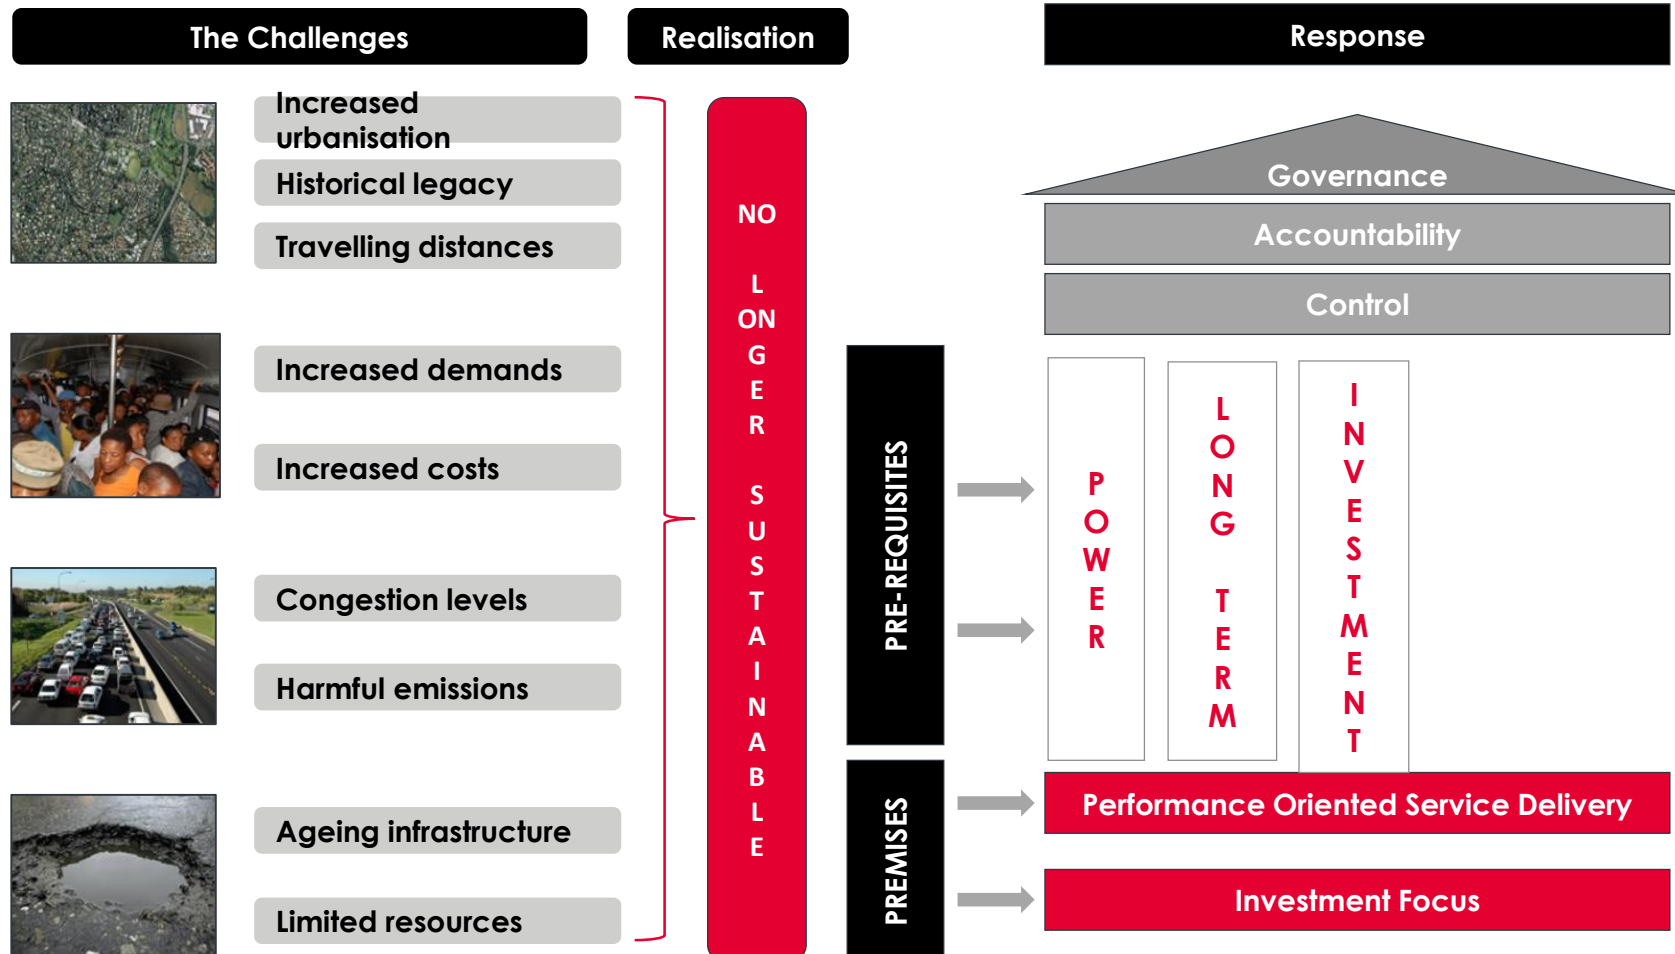 The Challenges
Realisation
Response
Increased
urbanisation
Historical legacy
Travelling distances
Increased demands
Increased costs
Congestion levels
Harmful emissions
Ageing infrastructure
Limited resources
NO
L
ON
G
E
R
S
U
S
T
A
I
N
A
B
L
E
PRE-REQUISITES
PREMISES
Governance
Accountability
Control
P
O
W
E
R
L
O
N
G
T
E
R
M
I
N
V
E
S
T
M
E
N
T
Performance Oriented Service Delivery
Investment Focus